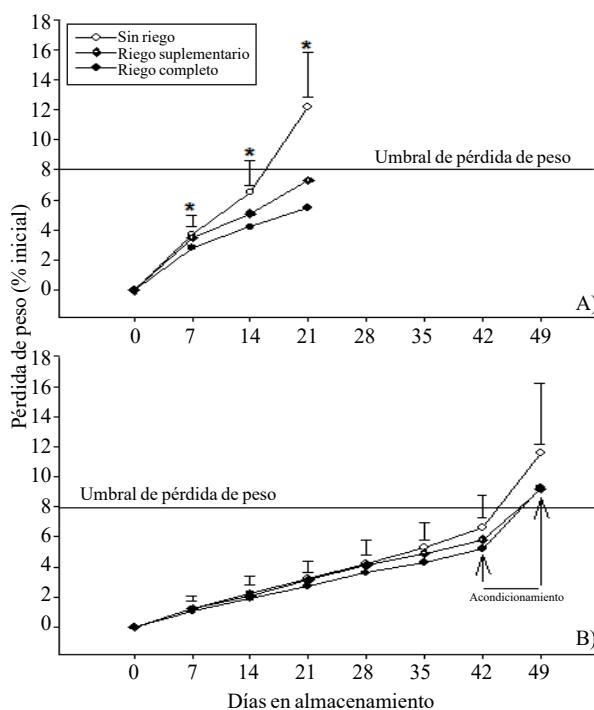 Pérdida de peso (% inicial)
18
16
14
12
10
8
6
4
2
0
Sin riego
Riego suplementario
Riego completo
*
*
*
Umbral de pérdida de peso
A)
0 7 14 21 28 35 42 49
18
16
14
12
10
8
6
4
2
0
Umbral de pérdida de peso
Acondicionamiento
B)
0 7 14 21 28 35 42 49
Días en almacenamiento